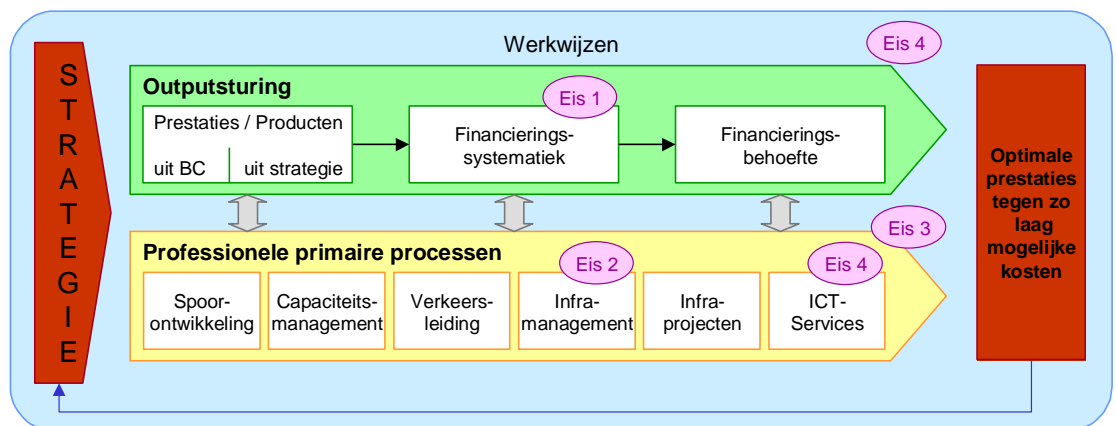 Werkwijzen
Eis 4
STRATEGIE
Outputsturing
Eis 1
Prestaties / Producten
uit BC
uit strategie
Financierings-
systematiek
Financierings-
behoefte
Optimale
prestaties
tegen zo
laag
mogelijke
kosten
Eis 3
Professionele primaire processen
Eis 2
Eis 4
Spoor-
ontwikkeling
Capaciteits-
management
Verkeers-
leiding
Infra-
management
Infra-
projecten
ICT-
Services